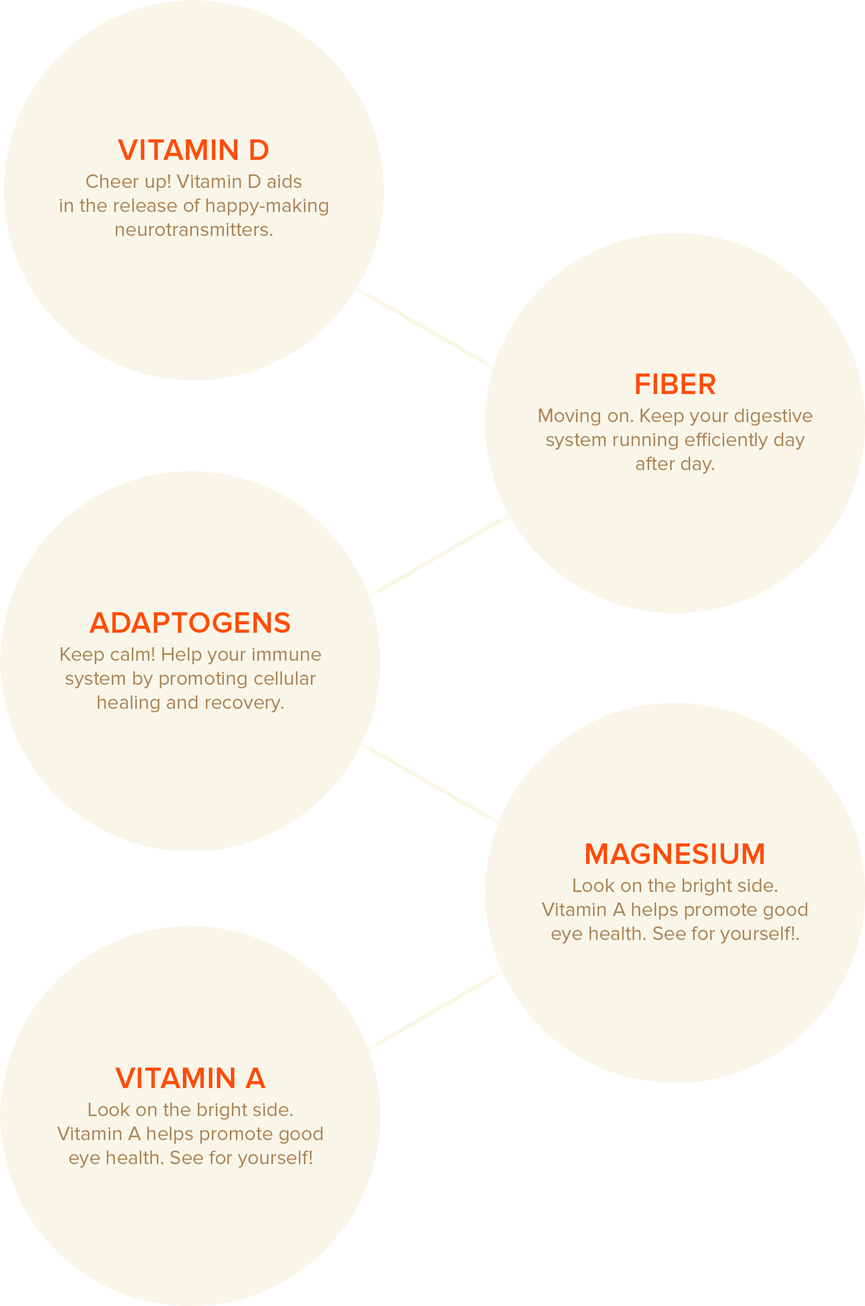 VITAMIN D
Cheer up! Vitamin D aids
in the release of happy-making
neurotransmitters.
FIBER
Moving on. Keep your digestive
system running efficiently day
after day.
ADAPTOGENS
Keep calm! Help your immune
system by promoting cellular
healing and recovery.
MAGNESIUM
Look on the bright side.
Vitamin A helps promote good
eye health. See for yourself!.
VITAMIN A
Look on the bright side.
Vitamin A helps promote good
eye health. See for yourself!